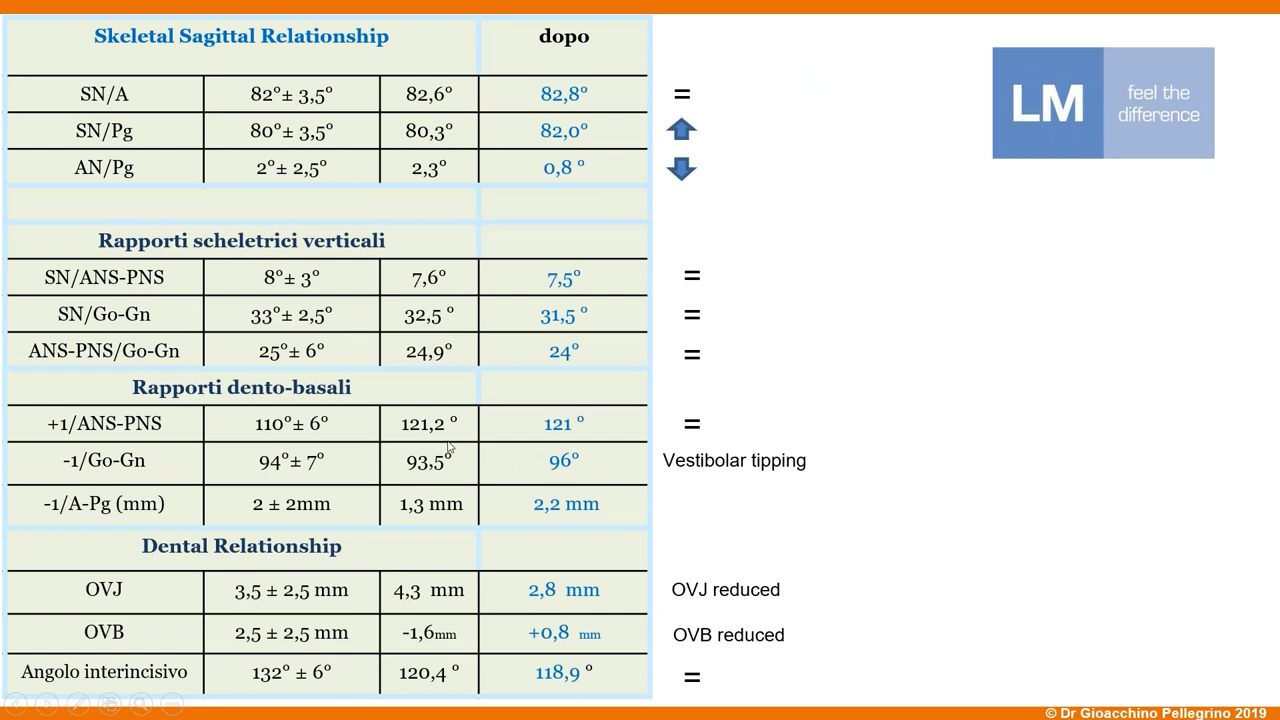 Skeletal Sagittal Relationship dopo
SN/A 82°± 3,5° 82,6° 82,8° =
SN/Pg 80°± 3,5° 80,3° 82,0°
AN/Pg 2°± 2,5° 2,3° 0,8 °
Rapporti scheletrici verticali
SN/ANS-PNS 8°± 3° 7,6° 7,5° =
SN/Go-Gn 33°± 2,5° 32,5 ° 31,5 ° =
ANS-PNS/Go-Gn 25°± 6° 24,9° 24° =
Rapporti dento-basali
+1/ANS-PNS 110°± 6° 121,2 ° 121 ° =
-1/Go-Gn 94°± 7° 93,5° 96° Vestibolar tipping
-1/A-Pg (mm) 2 ± 2mm 1,3 mm 2,2 mm
Dental Relationship
OVJ 3,5 ± 2,5 mm 4,3 mm 2,8 mm OVJ reduced
OVB 2,5 ± 2,5 mm -1,6mm +0,8 mm OVB reduced
Angolo interincisivo 132° ± 6° 120,4 ° 118,9 ° =
LM feel the
difference
© Dr Gioacchino Pellegrino 2019